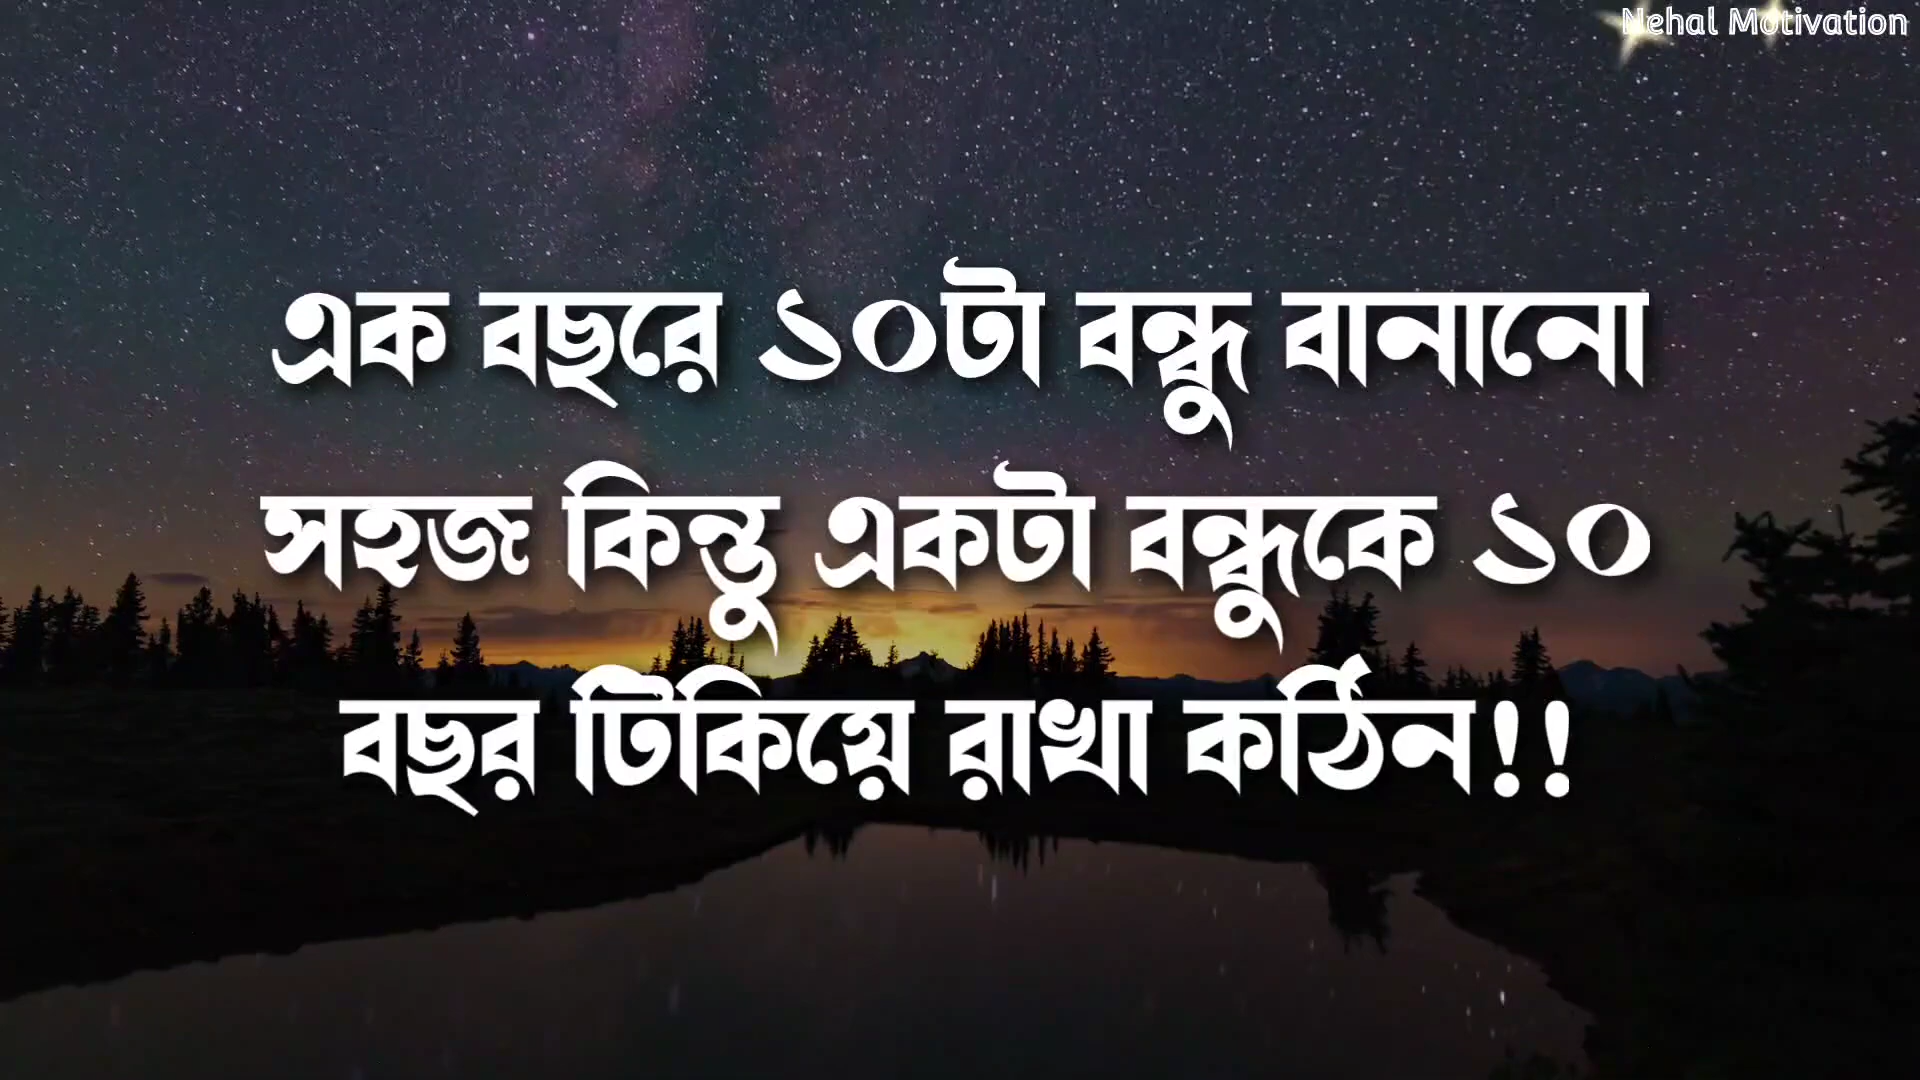 Nehal Motivation
এক বছরে ১০টা বন্ধু বানানো
সহজ কিন্তু একটা বন্ধুকে ১০
বছর টিকিয়ে রাখা কঠিন!!